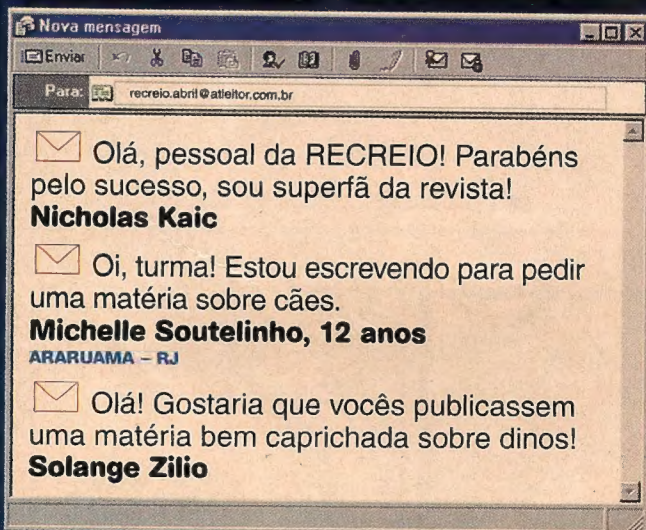 Nova mensagem
Enviar
Para: recreio.abril@atleitor.com.br
Olá, pessoal da RECREIO! Parabéns
pelo sucesso, sou superfã da revista!
Nicholas Kaic
Oi, turma! Estou escrevendo para pedir
uma matéria sobre cães.
Michelle Soutelinho, 12 anos
ARARUAMA – RJ
Olá! Gostaria que vocês publicassem
uma matéria bem caprichada sobre dinos!
Solange Zilio